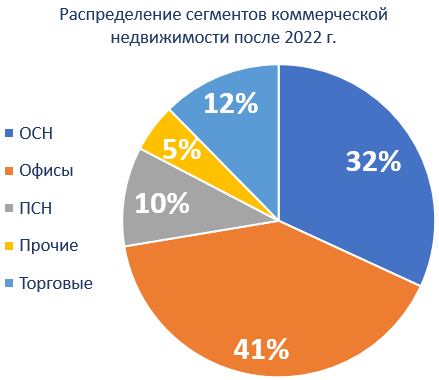 Распределение сегментов коммерческой
недвижимости после 2022 г.
ОСН
Офисы
ПСН
Прочие
Торговые
12%
5%
10%
32%
41%